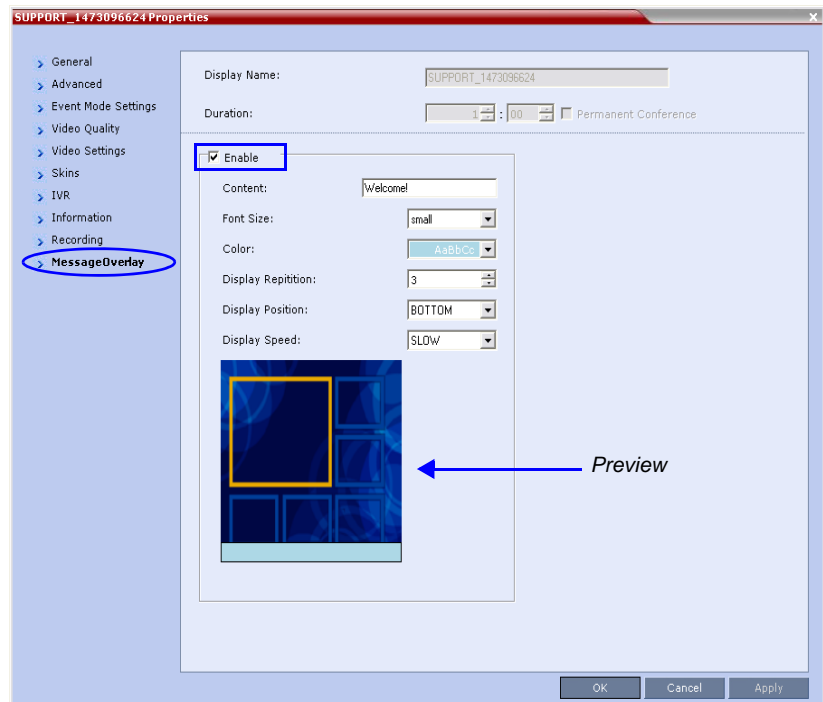 SUPPORT_1473096624 Properties
X
General
Advanced
Event Mode Settings
Video Quality
Video Settings
Skins
IVR
Information
Recording
MessageOverlay
Display Name: SUPPORT_1473096624
Duration: 1 : 00 Permanent Conference
Enable
Content: Welcome!
Font Size: small
Color: AaBbCc
Display Repitition: 3
Display Position: BOTTOM
Display Speed: SLOW
Preview
OK Cancel Apply